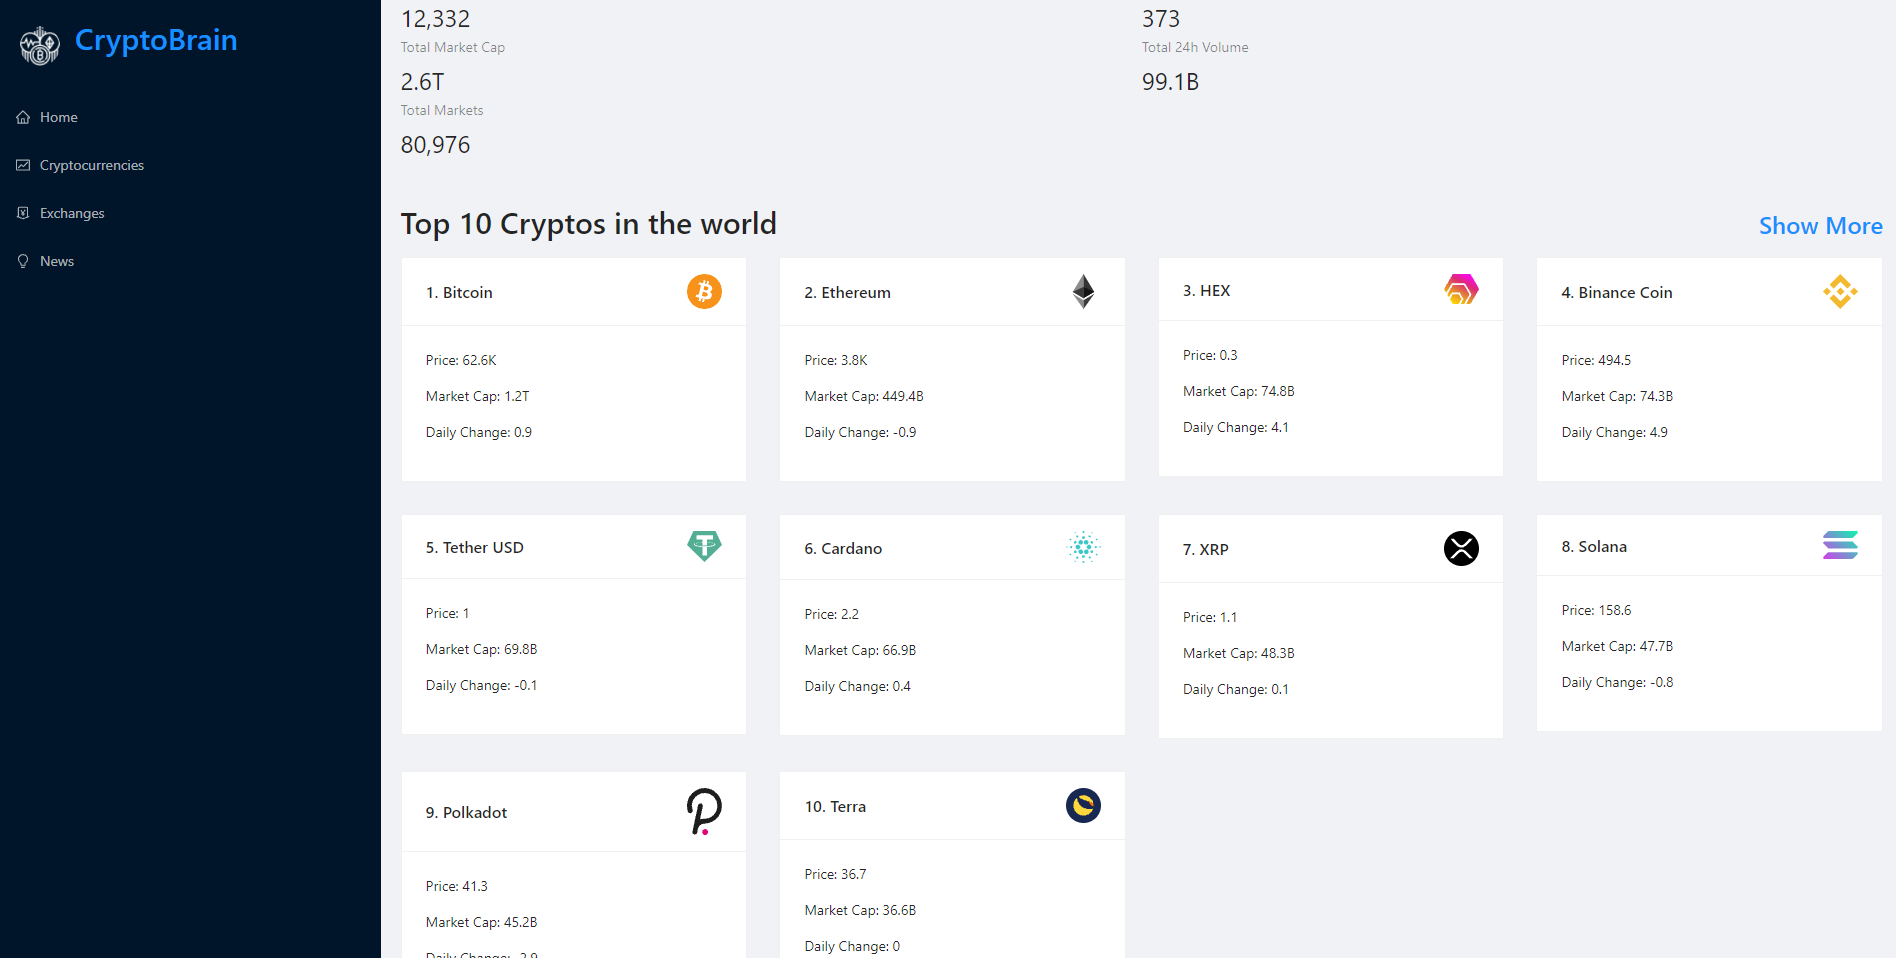 CryptoBrain
Home
Cryptocurrencies
Exchanges
News
12,332
373
Total Market Cap
Total 24h Volume
2.6T
99.1B
Total Markets
80,976
Top 10 Cryptos in the world
Show More
1. Bitcoin
Price: 62.6K
Market Cap: 1.2T
Daily Change: 0.9
2. Ethereum
Price: 3.8K
Market Cap: 449.4B
Daily Change: -0.9
3. HEX
Price: 0.3
Market Cap: 74.8B
Daily Change: 4.1
4. Binance Coin
Price: 494.5
Market Cap: 74.3B
Daily Change: 4.9
5. Tether USD
Price: 1
Market Cap: 69.8B
Daily Change: -0.1
6. Cardano
Price: 2.2
Market Cap: 66.9B
Daily Change: 0.4
7. XRP
Price: 1.1
Market Cap: 48.3B
Daily Change: 0.1
8. Solana
Price: 158.6
Market Cap: 47.7B
Daily Change: -0.8
9. Polkadot
Price: 41.3
Market Cap: 45.2B
Daily Change:
10. Terra
Price: 36.7
Market Cap: 36.6B
Daily Change: 0